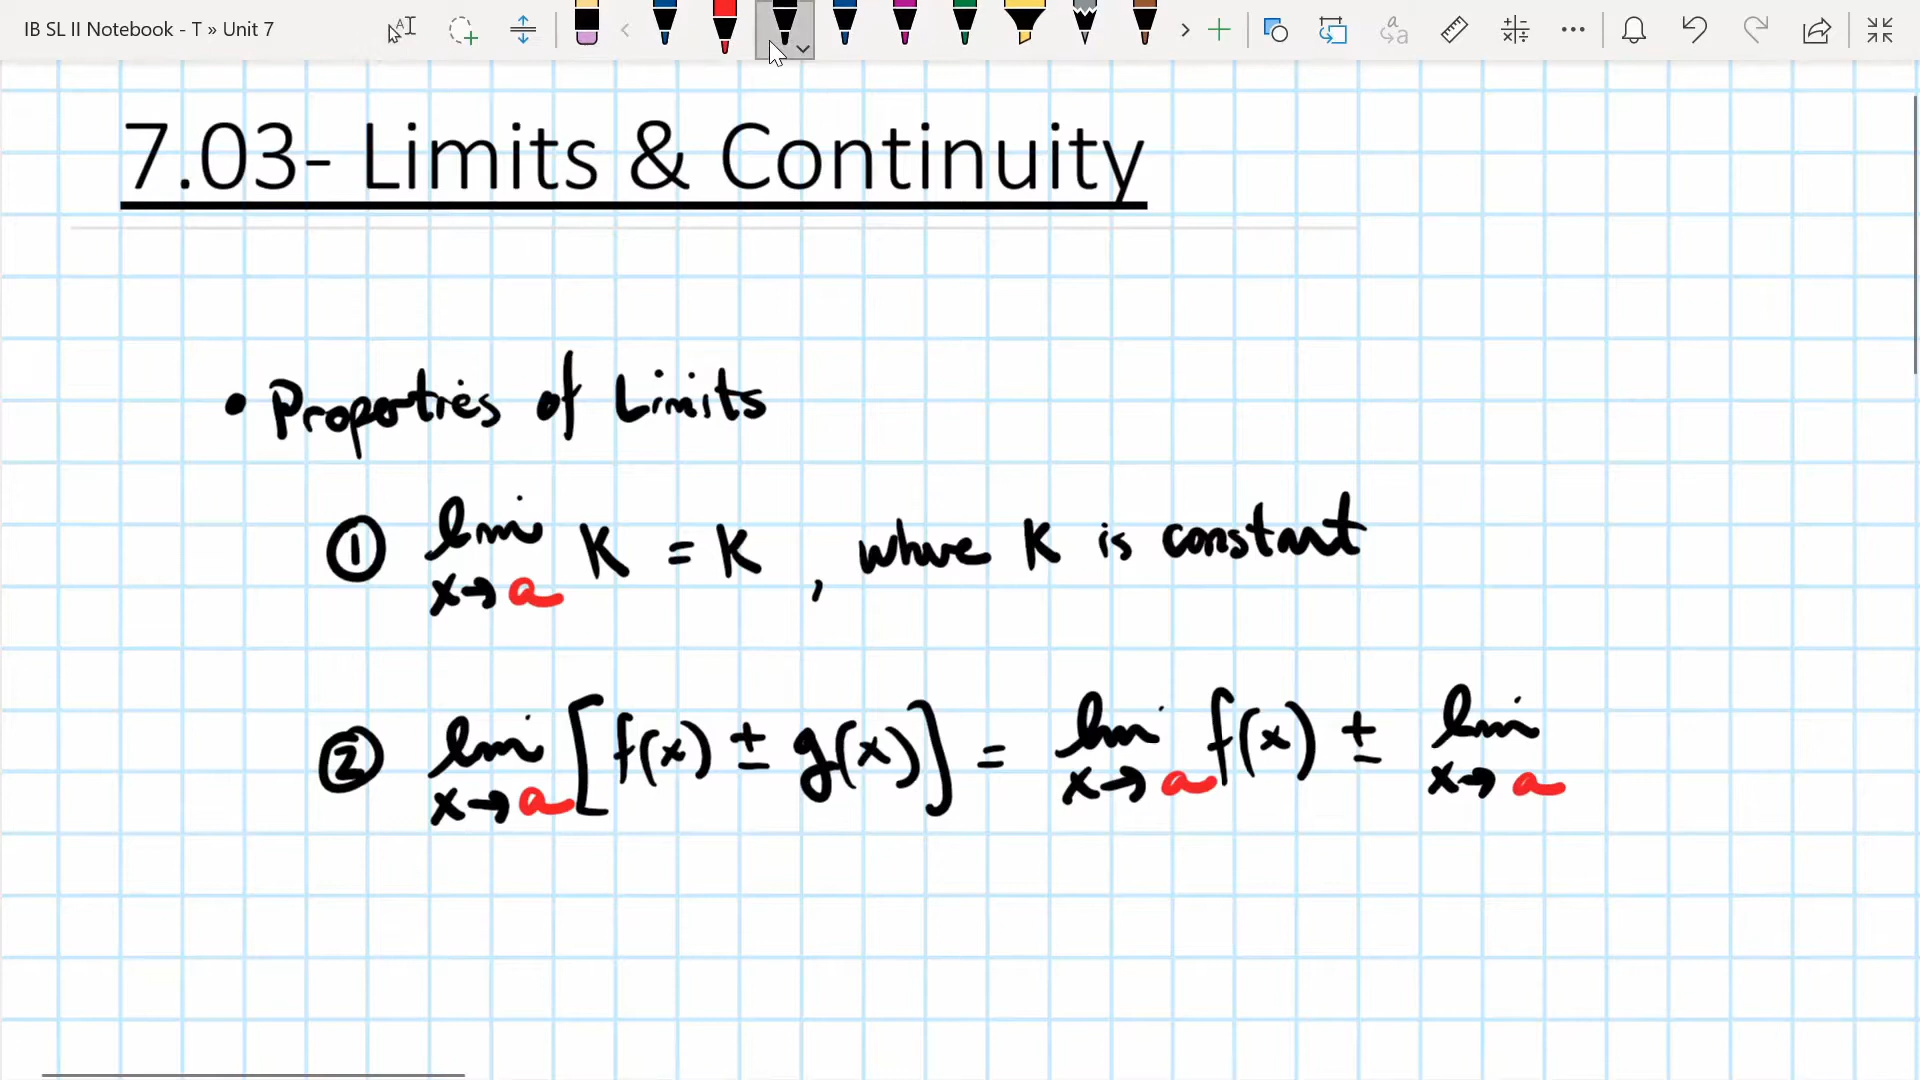 IB SL II Notebook - T » Unit 7
7.03- Limits & Continuity
• Properties of Limits
① lim x→a K = K , where K is constant
② lim x→a [f(x) ± g(x)] = lim x→a f(x) ± lim x→a